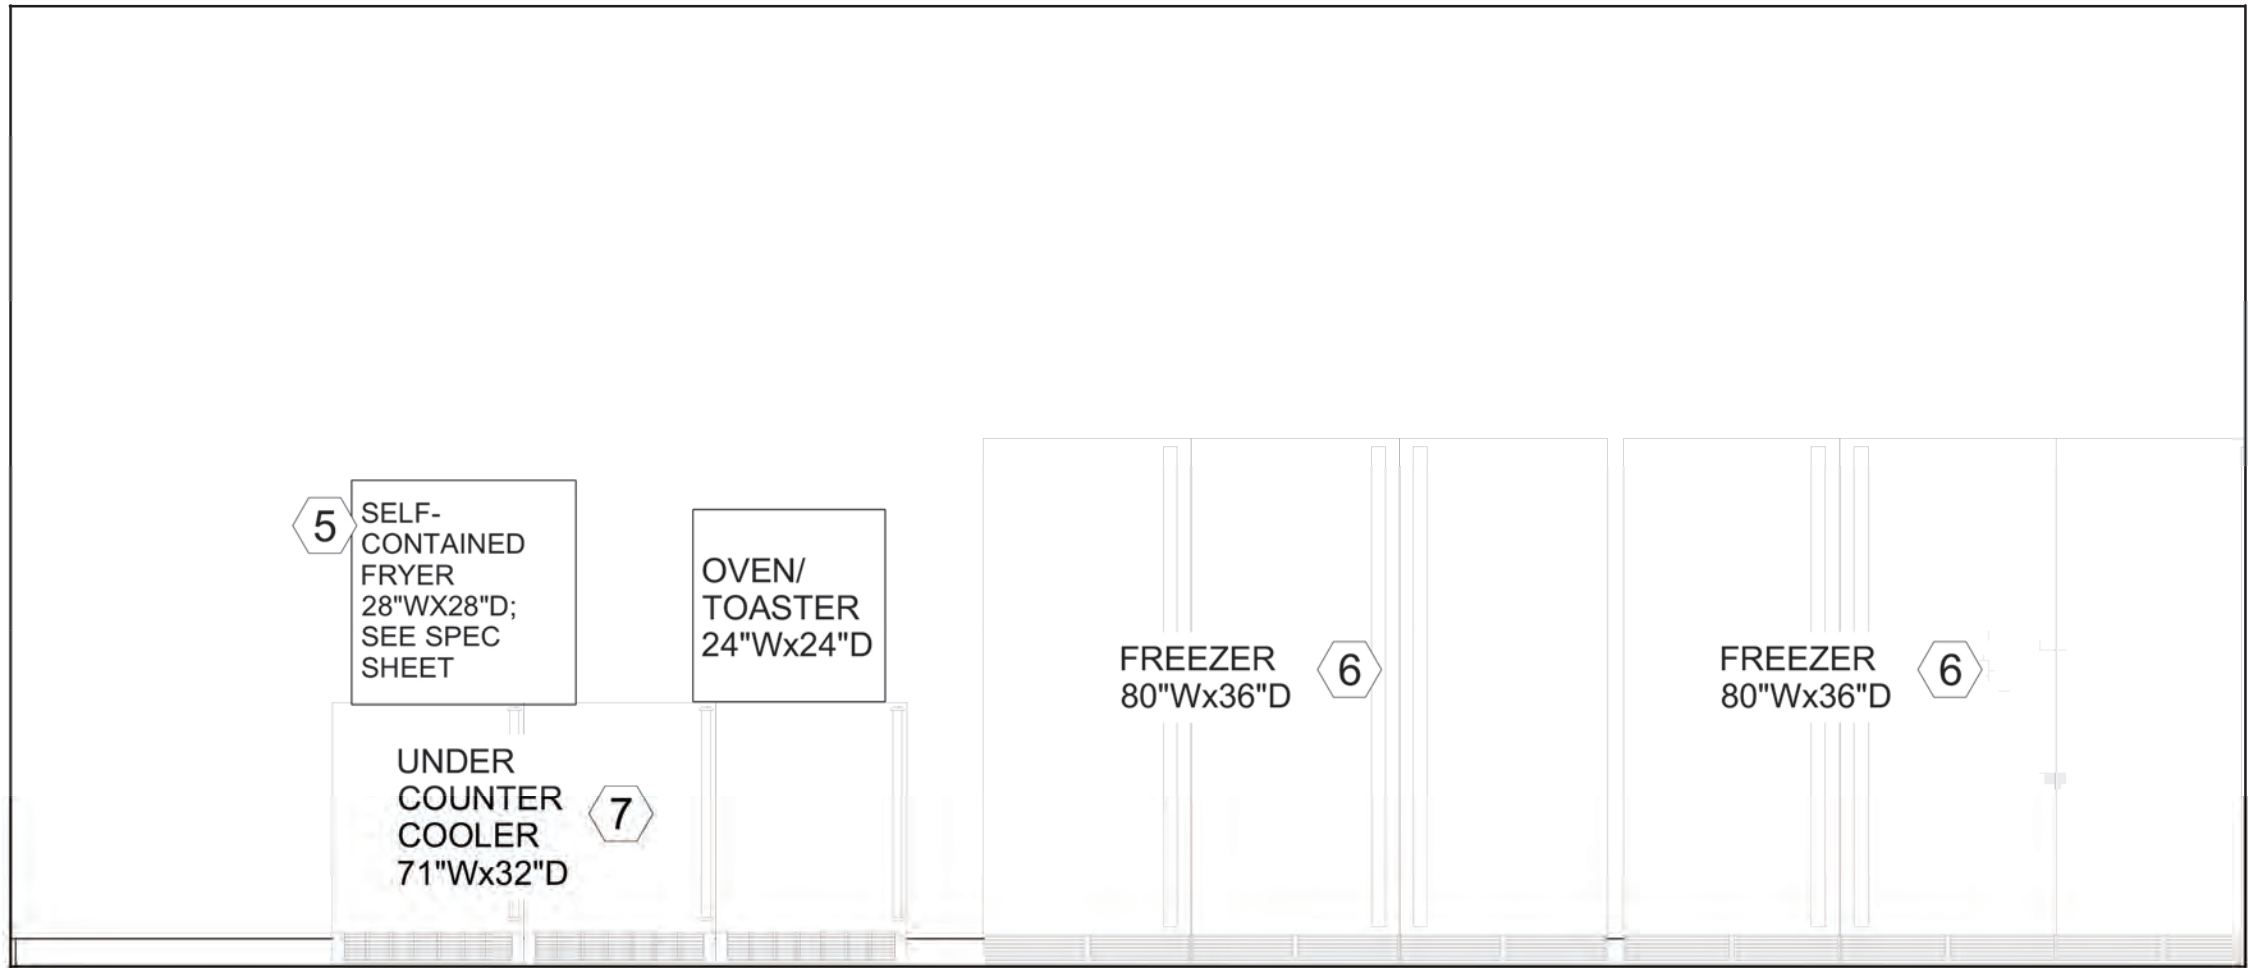 5
SELF-
CONTAINED
FRYER
28"WX28"D;
SEE SPEC
SHEET
OVEN/
TOASTER
24"Wx24"D
UNDER
COUNTER
COOLER
71"Wx32"D
7
FREEZER
80"Wx36"D
6
FREEZER
80"Wx36"D
6